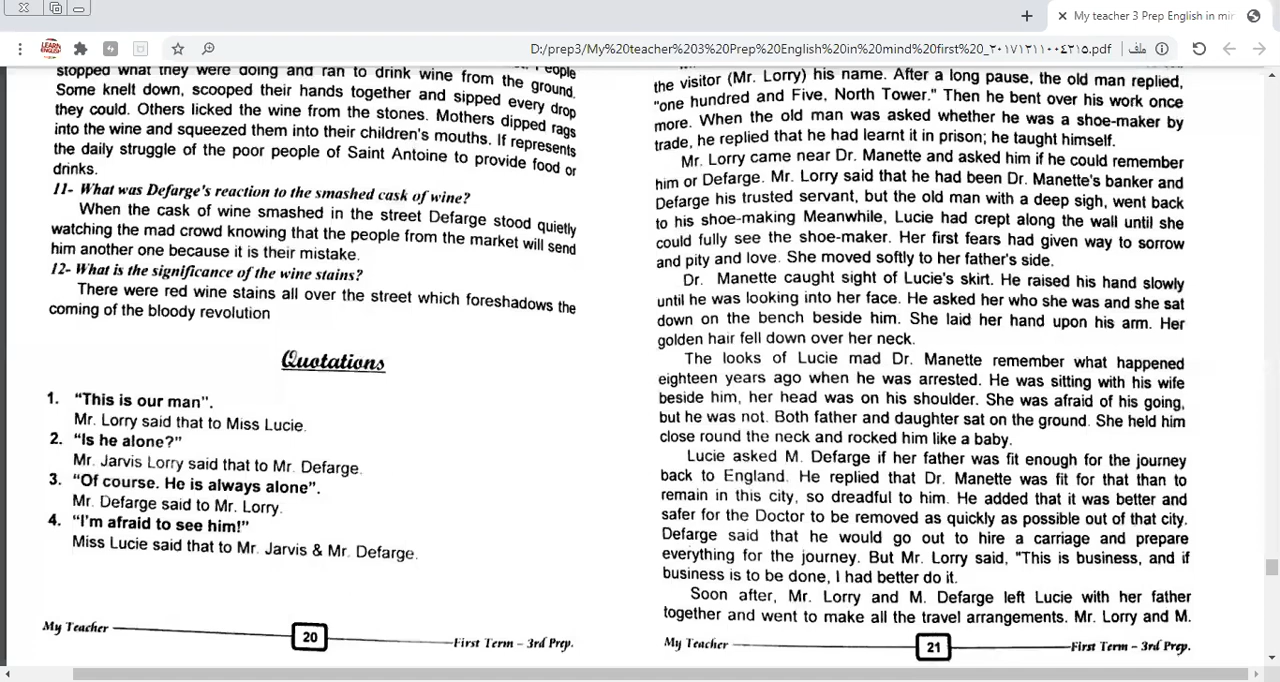 My teacher 3 Prep English in mir
D:/prep3/My%20teacher%203%20Prep%20English%20in%20mind%20first%20_٢٠١٧١٢١١٠٠٤٢١٥.pdf | ملف
stopped what they were doing and ran to drink wine from the ground.
Some knelt down, scooped their hands together and sipped every drop
they could. Others licked the wine from the stones. Mothers dipped rags
into the wine and squeezed them into their children's mouths. If represents
the daily struggle of the poor people of Saint Antoine to provide food or
drinks.
11- What was Defarge's reaction to the smashed cask of wine?
When the cask of wine smashed in the street Defarge stood quietly
watching the mad crowd knowing that the people from the market will send
him another one because it is their mistake.
12- What is the significance of the wine stains?
There were red wine stains all over the street which foreshadows the
coming of the bloody revolution
Quotations
1. "This is our man".
Mr. Lorry said that to Miss Lucie.
2. "Is he alone?"
Mr. Jarvis Lorry said that to Mr. Defarge.
3. "Of course. He is always alone".
Mr. Defarge said to Mr. Lorry.
4. "I'm afraid to see him!"
Miss Lucie said that to Mr. Jarvis & Mr. Defarge.
My Teacher
20
First Term - 3rd Prep.
the visitor (Mr. Lorry) his name. After a long pause, the old man replied,
"one hundred and Five, North Tower." Then he bent over his work once
more. When the old man was asked whether he was a shoe-maker by
trade, he replied that he had learnt it in prison; he taught himself.
Mr. Lorry came near Dr. Manette and asked him if he could remember
him or Defarge. Mr. Lorry said that he had been Dr. Manette's banker and
Defarge his trusted servant, but the old man with a deep sigh, went back
to his shoe-making Meanwhile, Lucie had crept along the wall until she
could fully see the shoe-maker. Her first fears had given way to sorrow
and pity and love. She moved softly to her father's side.
Dr. Manette caught sight of Lucie's skirt. He raised his hand slowly
until he was looking into her face. He asked her who she was and she sat
down on the bench beside him. She laid her hand upon his arm. Her
golden hair fell down over her neck.
The looks of Lucie mad Dr. Manette remember what happened
eighteen years ago when he was arrested. He was sitting with his wife
beside him, her head was on his shoulder. She was afraid of his going,
but he was not. Both father and daughter sat on the ground. She held him
close round the neck and rocked him like a baby.
Lucie asked M. Defarge if her father was fit enough for the journey
back to England. He replied that Dr. Manette was fit for that than to
remain in this city, so dreadful to him. He added that it was better and
safer for the Doctor to be removed as quickly as possible out of that city.
Defarge said that he would go out to hire a carriage and prepare
everything for the journey. But Mr. Lorry said, "This is business, and if
business is to be done, I had better do it.
Soon after, Mr. Lorry and M. Defarge left Lucie with her father
together and went to make all the travel arrangements. Mr. Lorry and M.
My Teacher
21
First Term - 3rd Prep.